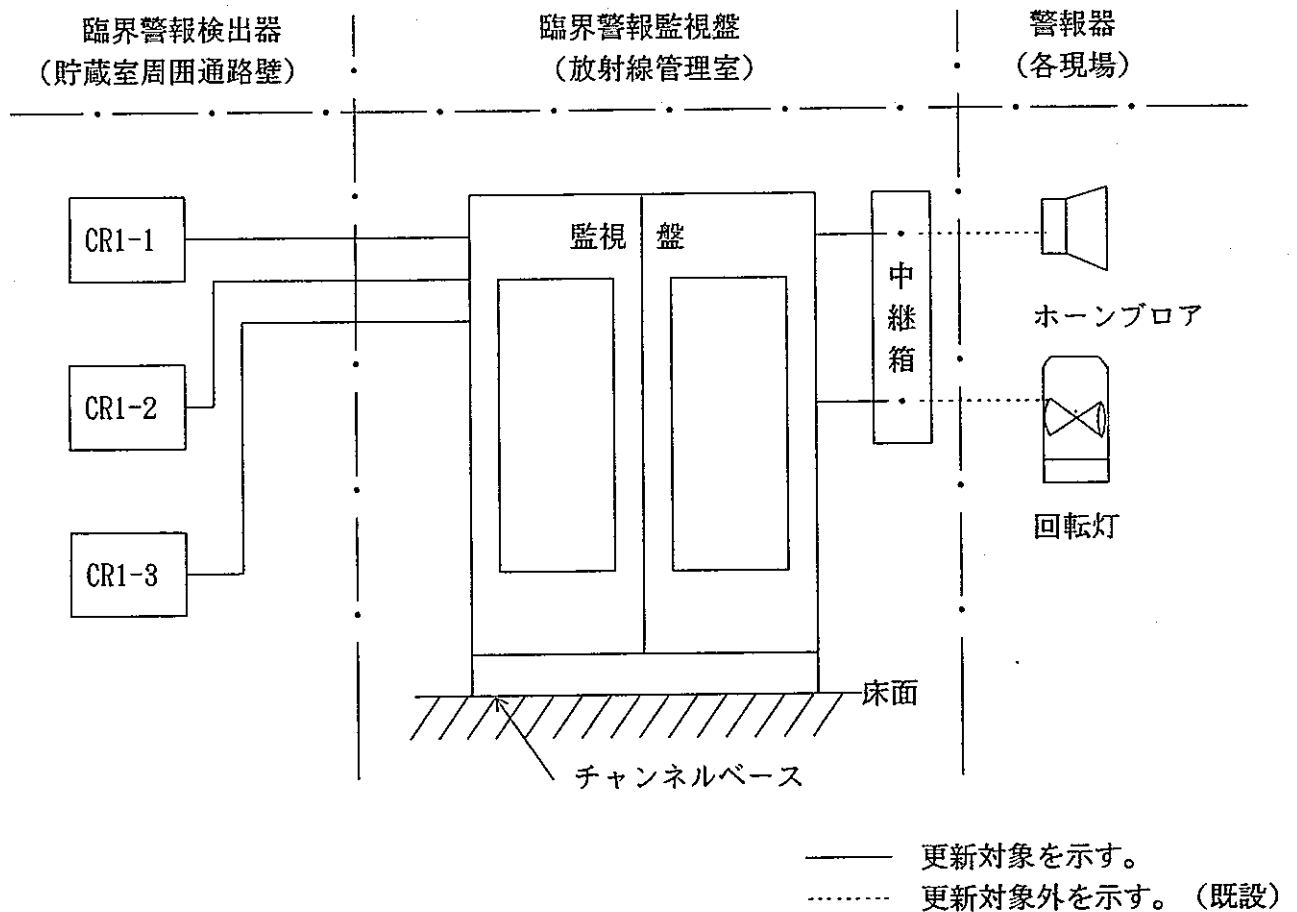 臨界警報検出器
（貯蔵室周囲通路壁）
臨界警報監視盤
（放射線管理室）
警報器
（各現場）
CR1-1
CR1-2
CR1-3
監視盤
中継箱
ホーンブロア
回転灯
床面
チャンネルベース
更新対象を示す。
更新対象外を示す。（既設）